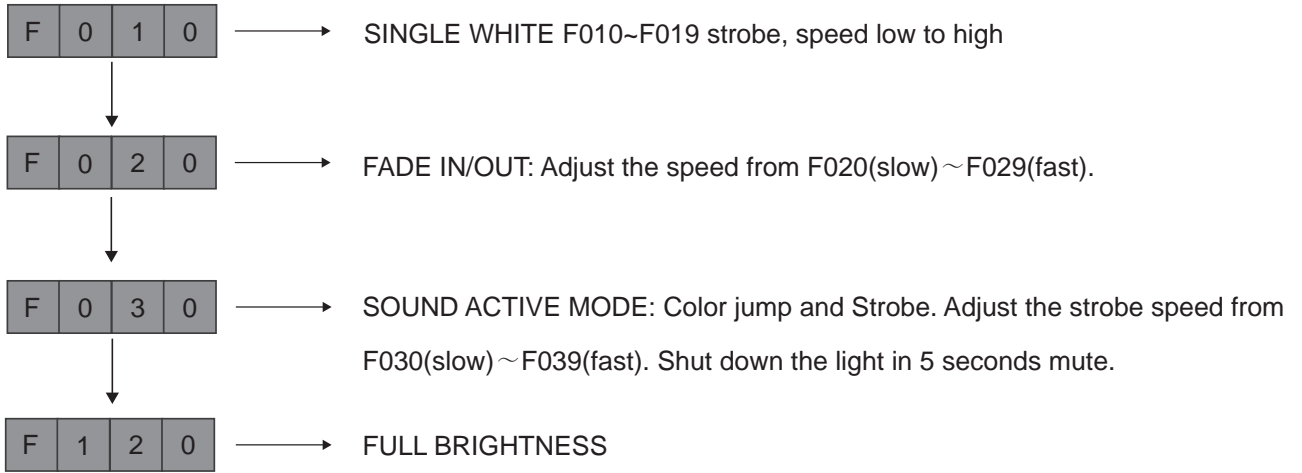 F 0 1 0 SINGLE WHITE F010~F019 strobe, speed low to high
F 0 2 0 FADE IN/OUT: Adjust the speed from F020(slow)～F029(fast).
F 0 3 0 SOUND ACTIVE MODE: Color jump and Strobe. Adjust the strobe speed from
F030(slow)～F039(fast). Shut down the light in 5 seconds mute.
F 1 2 0 FULL BRIGHTNESS